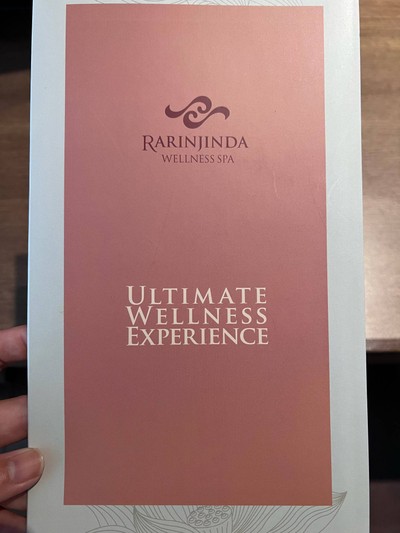 RARINJINDA
WELLNESS SPA
ULTIMATE
WELLNESS
EXPERIENCE